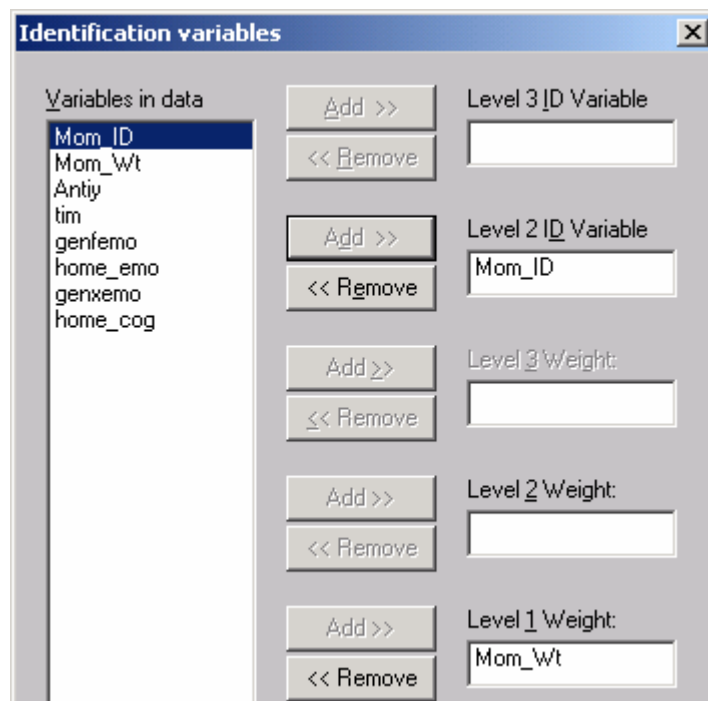 Identification variables
Variables in data
Mom_ID
Mom_Wt
Antiy
tim
genfemo
home_emo
genxemo
home_cog
Add >>
<< Remove
Level 3 ID Variable
Add >>
<< Remove
Level 2 ID Variable
Mom_ID
Add >>
<< Remove
Level 3 Weight:
Add >>
<< Remove
Level 2 Weight:
Add >>
<< Remove
Level 1 Weight:
Mom_Wt